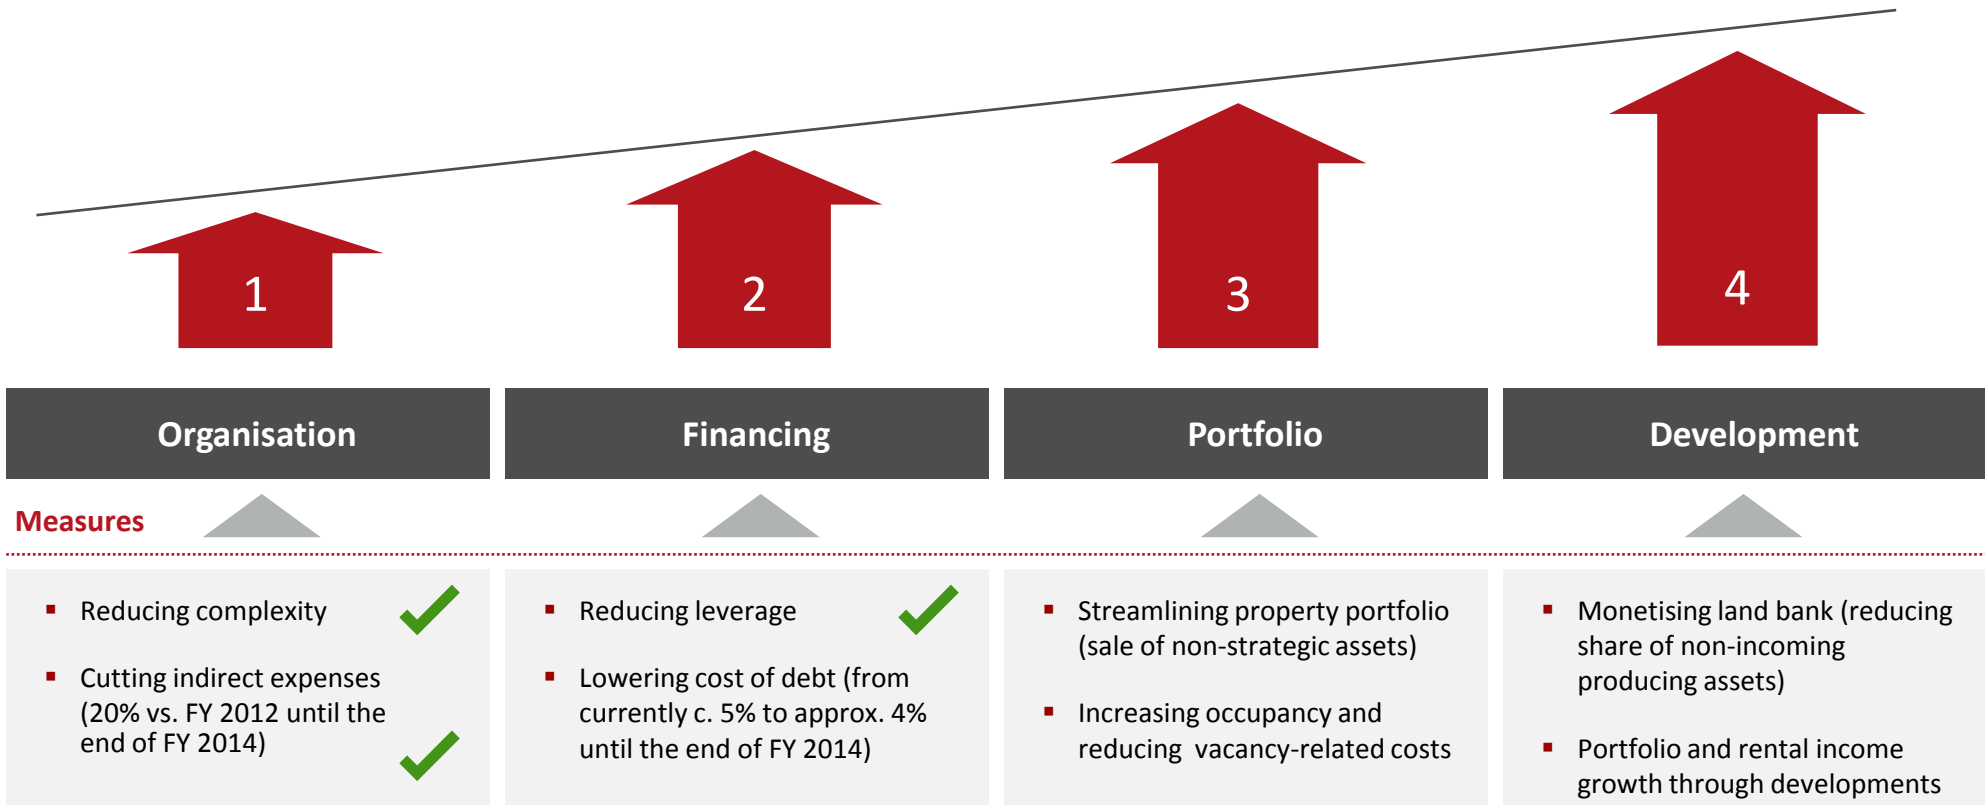 1
2
3
4
Organisation
Financing
Portfolio
Development
Measures
▪ Reducing complexity
▪ Cutting indirect expenses
(20% vs. FY 2012 until the
end of FY 2014)
▪ Reducing leverage
▪ Lowering cost of debt (from
currently c. 5% to approx. 4%
until the end of FY 2014)
▪ Streamlining property portfolio
(sale of non-strategic assets)
▪ Increasing occupancy and
reducing  vacancy-related costs
▪ Monetising land bank (reducing
share of non-incoming
producing assets)
▪ Portfolio and rental income
growth through developments